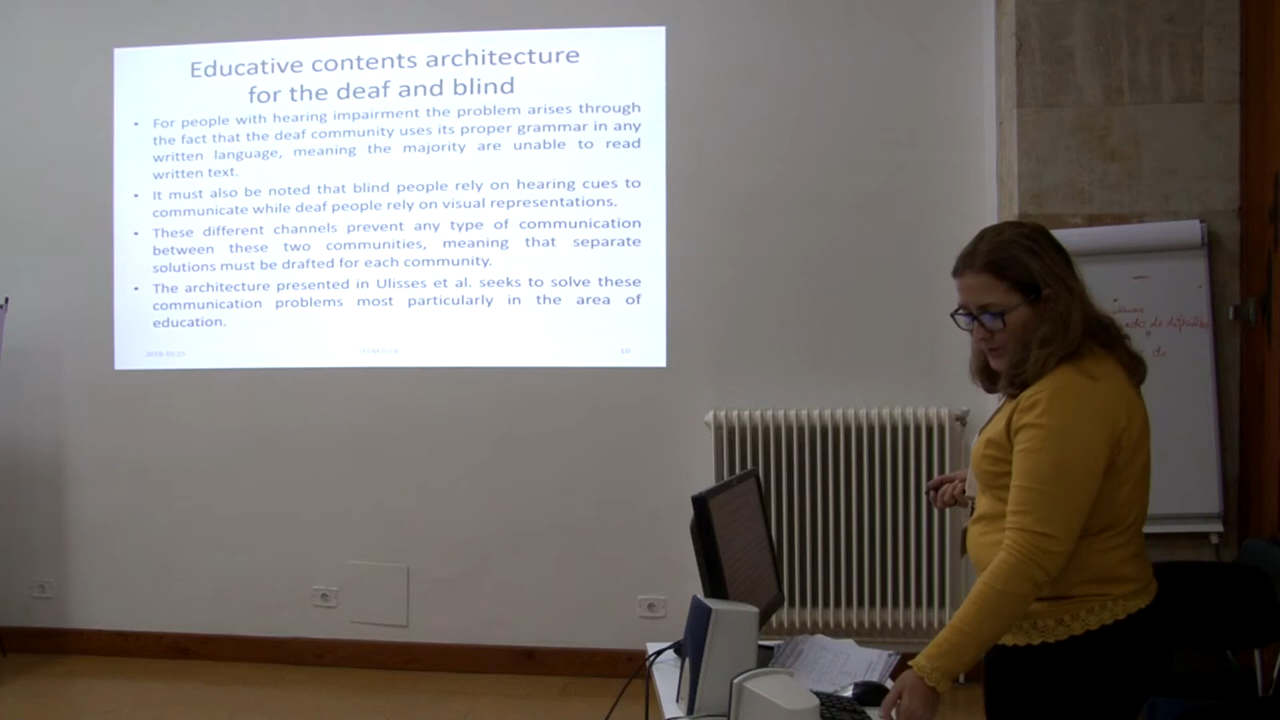 Educative contents architecture
for the deaf and blind
• For people with hearing impairment the problem arises through
the fact that the deaf community uses its proper grammar in any
written language, meaning the majority are unable to read
written text.
• It must also be noted that blind people rely on hearing cues to
communicate while deaf people rely on visual representations.
• These different channels prevent any type of communication
between these two communities, meaning that separate
solutions must be drafted for each community.
• The architecture presented in Ulisses et al. seeks to solve these
communication problems most particularly in the area of
education.
10
de